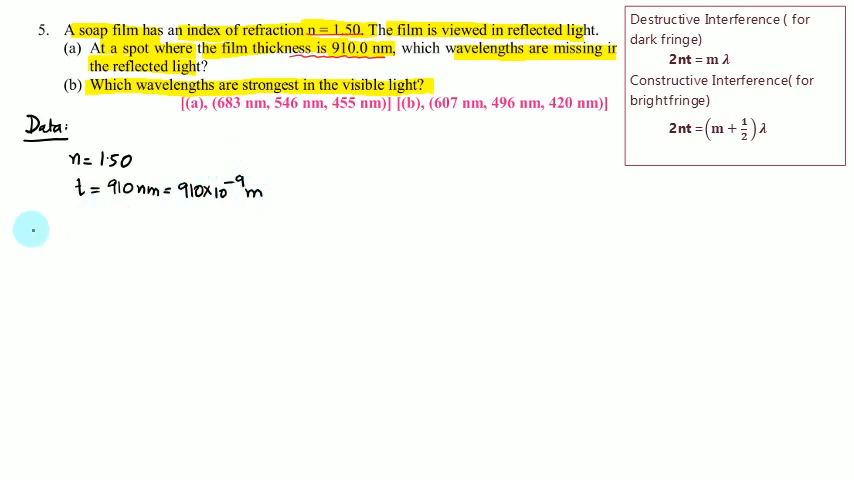 5. A soap film has an index of refraction n = 1.50. The film is viewed in reflected light.
(a) At a spot where the film thickness is 910.0 nm, which wavelengths are missing in
the reflected light?
(b) Which wavelengths are strongest in the visible light?
[(a), (683 nm, 546 nm, 455 nm)] [(b), (607 nm, 496 nm, 420 nm)]
Data:
n = 1.50
t = 910 nm = 910×10⁻⁹ m
Destructive Interference ( for
dark fringe)
2nt = m λ
Constructive Interference( for
brightfringe)
2nt = (m + 1/2) λ